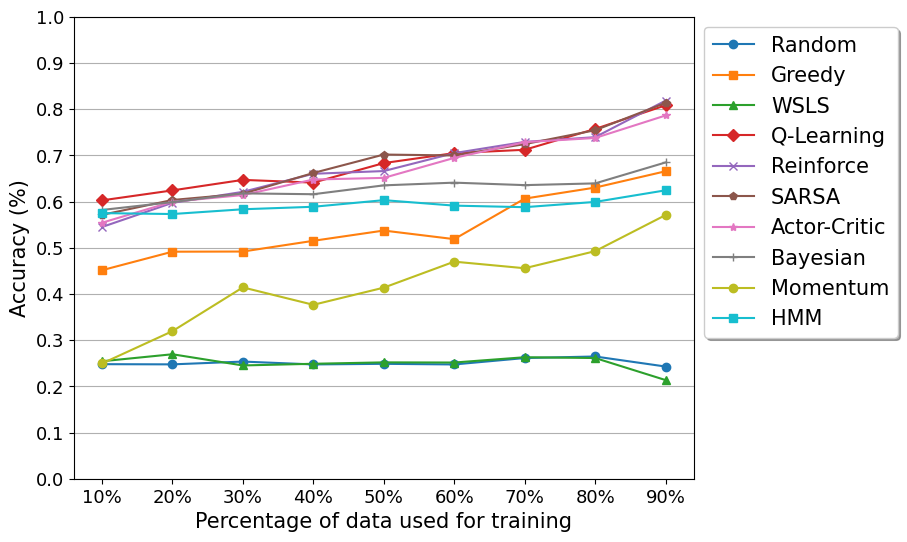 1.0
0.9
0.8
0.7
0.6
0.5
0.4
0.3
0.2
0.1
0.0
Accuracy (%)
10% 20% 30% 40% 50% 60% 70% 80% 90%
Percentage of data used for training
Random
Greedy
WSLS
Q-Learning
Reinforce
SARSA
Actor-Critic
Bayesian
Momentum
HMM